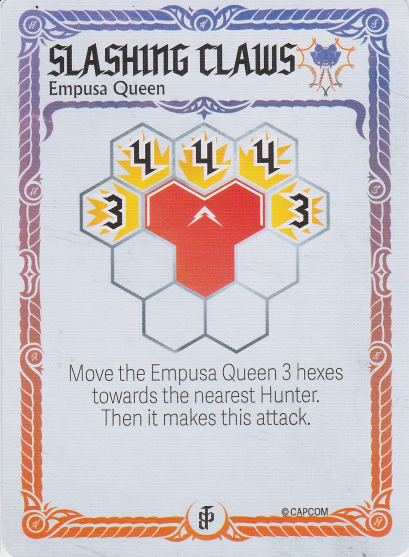 SLASHING CLAWS
Empusa Queen
4 4 4
3 3
Move the Empusa Queen 3 hexes
towards the nearest Hunter.
Then it makes this attack.
© CAPCOM